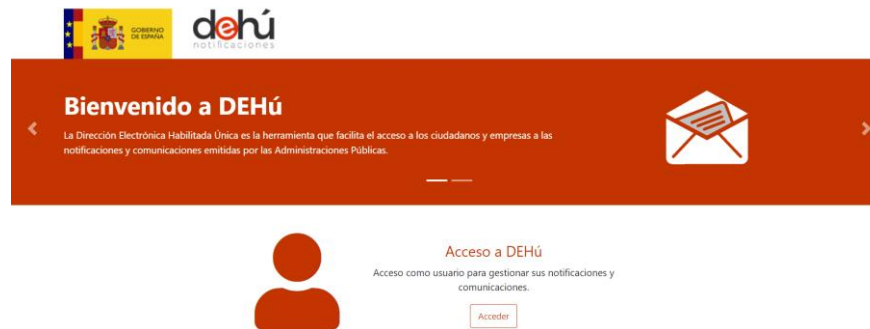 GOBIERNO
DE ESPAÑA
dehú
notificaciones
Bienvenido a DEHú
La Dirección Electrónica Habilitada Única es la herramienta que facilita el acceso a los ciudadanos y empresas a las
notificaciones y comunicaciones emitidas por las Administraciones Públicas.
Acceso a DEHú
Acceso como usuario para gestionar sus notificaciones y
comunicaciones.
Acceder